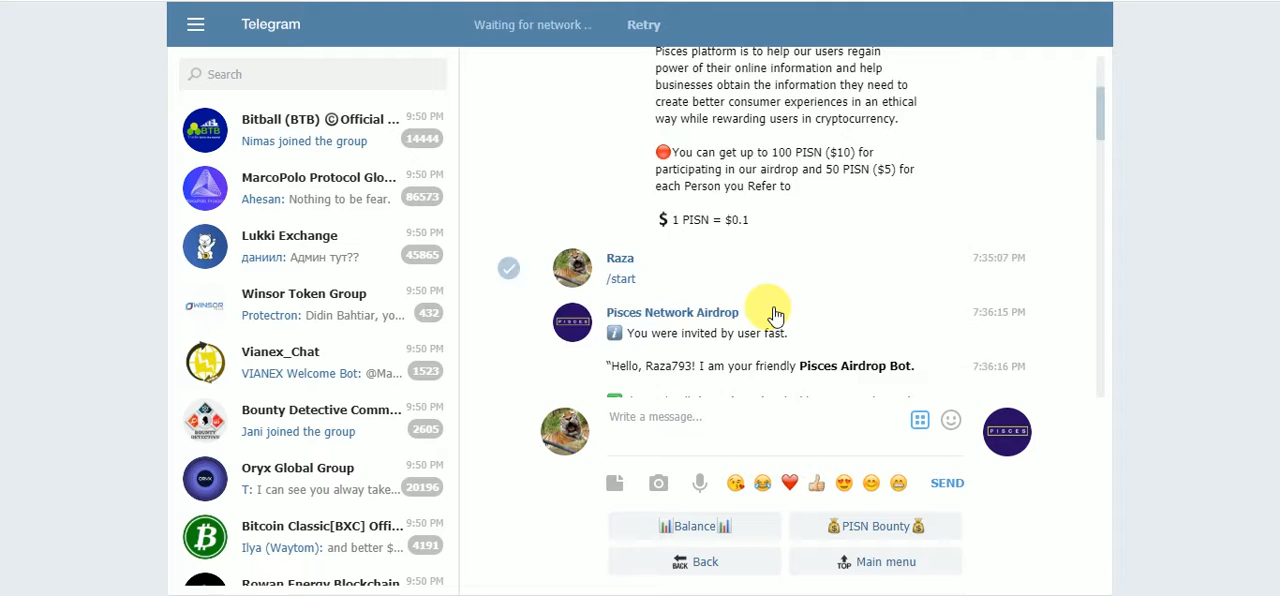 Telegram
Waiting for network ..
Retry
Search
Bitball (BTB) ⓒOfficial ... 9:50 PM
Nimas joined the group 14444
MarcoPolo Protocol Glo... 9:50 PM
Ahesan: Nothing to be fear. 86573
Lukki Exchange 9:50 PM
даниил: Админ тут?? 45865
Winsor Token Group 9:50 PM
Protectron: Didin Bahtiar, yo... 432
WINSOR
Vianex_Chat 9:50 PM
VIANEX Welcome Bot: @Ma... 1523
Bounty Detective Comm... 9:50 PM
Jani joined the group 2605
Oryx Global Group 9:50 PM
T: I can see you alway take... 20196
Bitcoin Classic[BXC] Offi... 9:50 PM
Ilya (Waytom): and better $... 4191
Rowan Energy Blockchain 9:50 PM
Pisces platform is to help our users regain
power of their online information and help
businesses obtain the information they need to
create better consumer experiences in an ethical
way while rewarding users in cryptocurrency.
🔴You can get up to 100 PISN ($10) for
participating in our airdrop and 50 PISN ($5) for
each Person you Refer to
💲 1 PISN = $0.1
Raza 7:35:07 PM
/start
Pisces Network Airdrop 7:36:15 PM
ℹ️ You were invited by user fast.
“Hello, Raza793! I am your friendly Pisces Airdrop Bot. 7:36:16 PM
Write a message...
PISCES
SEND
📊Balance📊
💰PISN Bounty💰
🔙 Back
🔝 Main menu